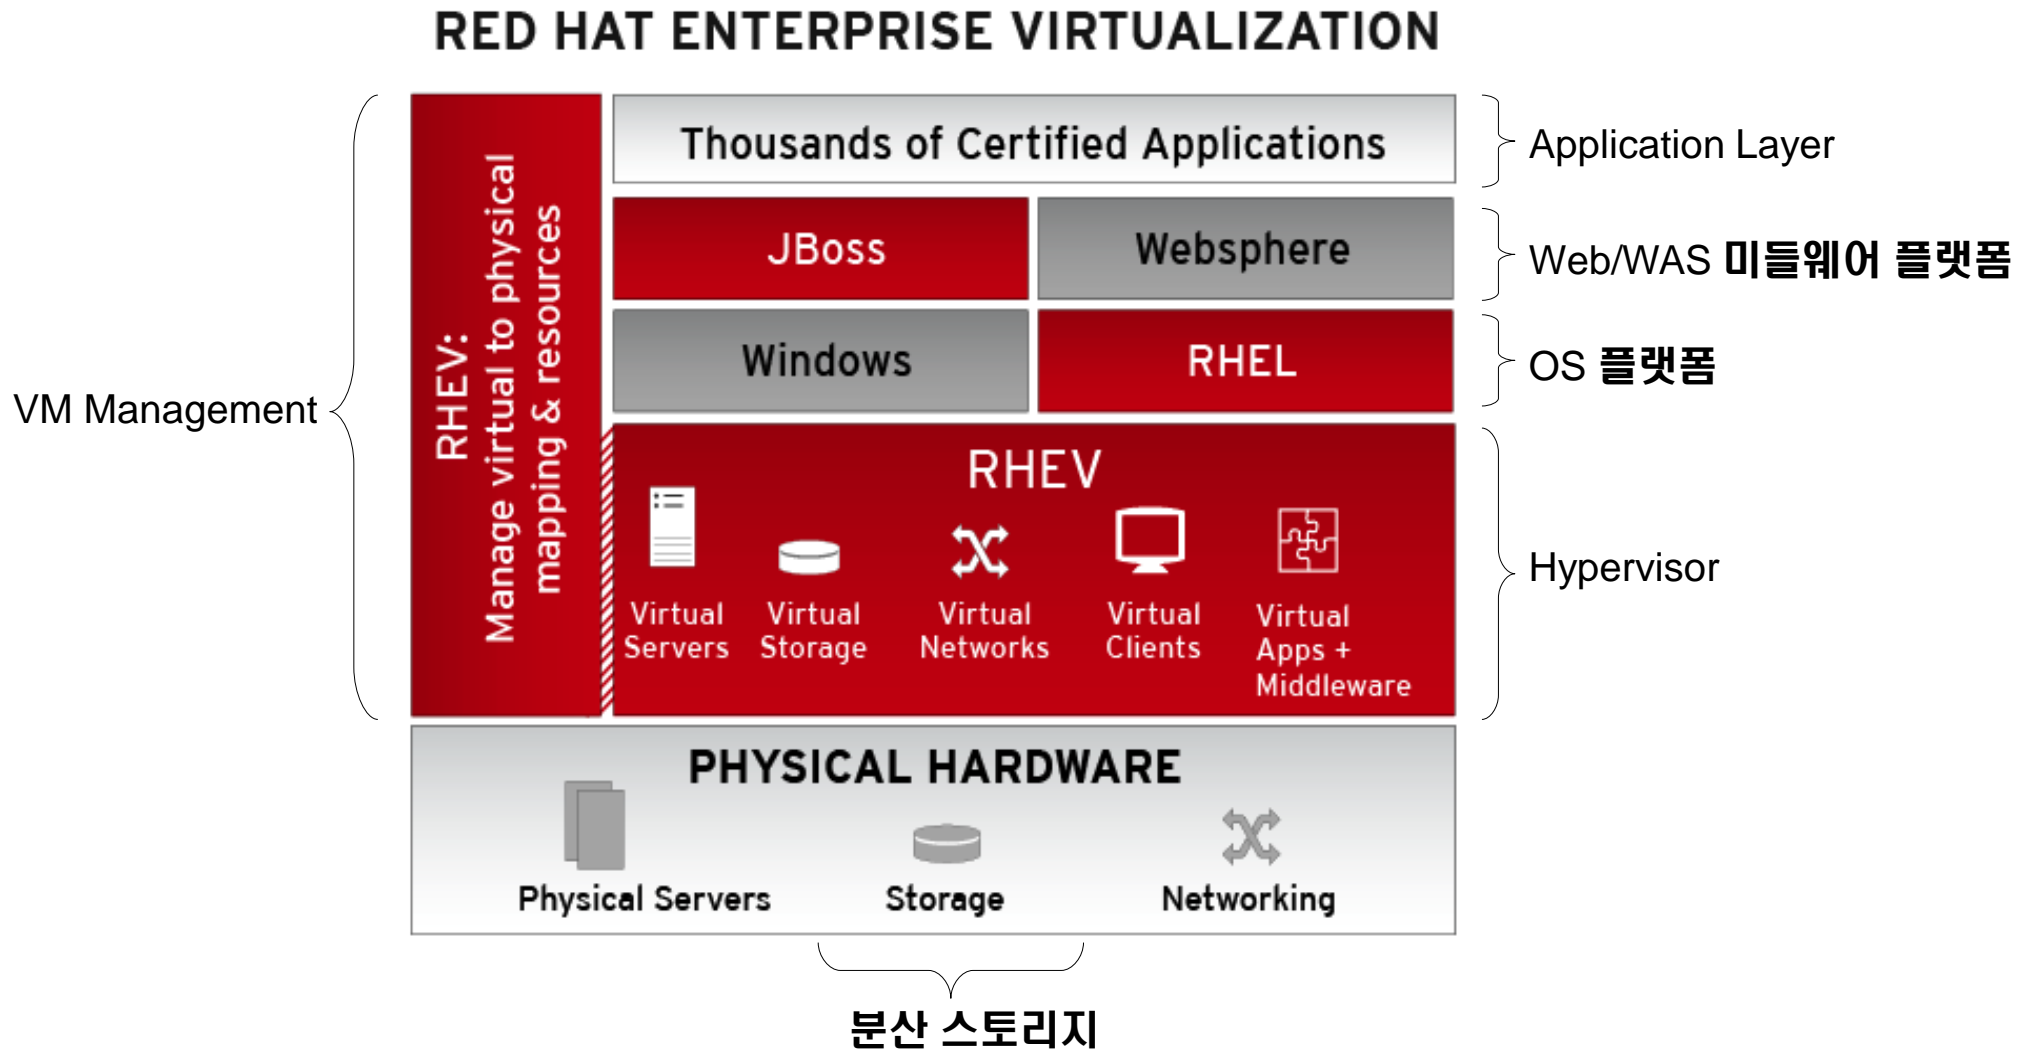 RED HAT ENTERPRISE VIRTUALIZATION
VM Management
RHEV:
Manage virtual to physical
mapping & resources
Thousands of Certified Applications
Application Layer
JBoss
Websphere
Web/WAS 미들웨어 플랫폼
Windows
RHEL
OS 플랫폼
RHEV
Virtual
Servers
Virtual
Storage
Virtual
Networks
Virtual
Clients
Virtual
Apps +
Middleware
Hypervisor
PHYSICAL HARDWARE
Physical Servers
Storage
Networking
분산 스토리지